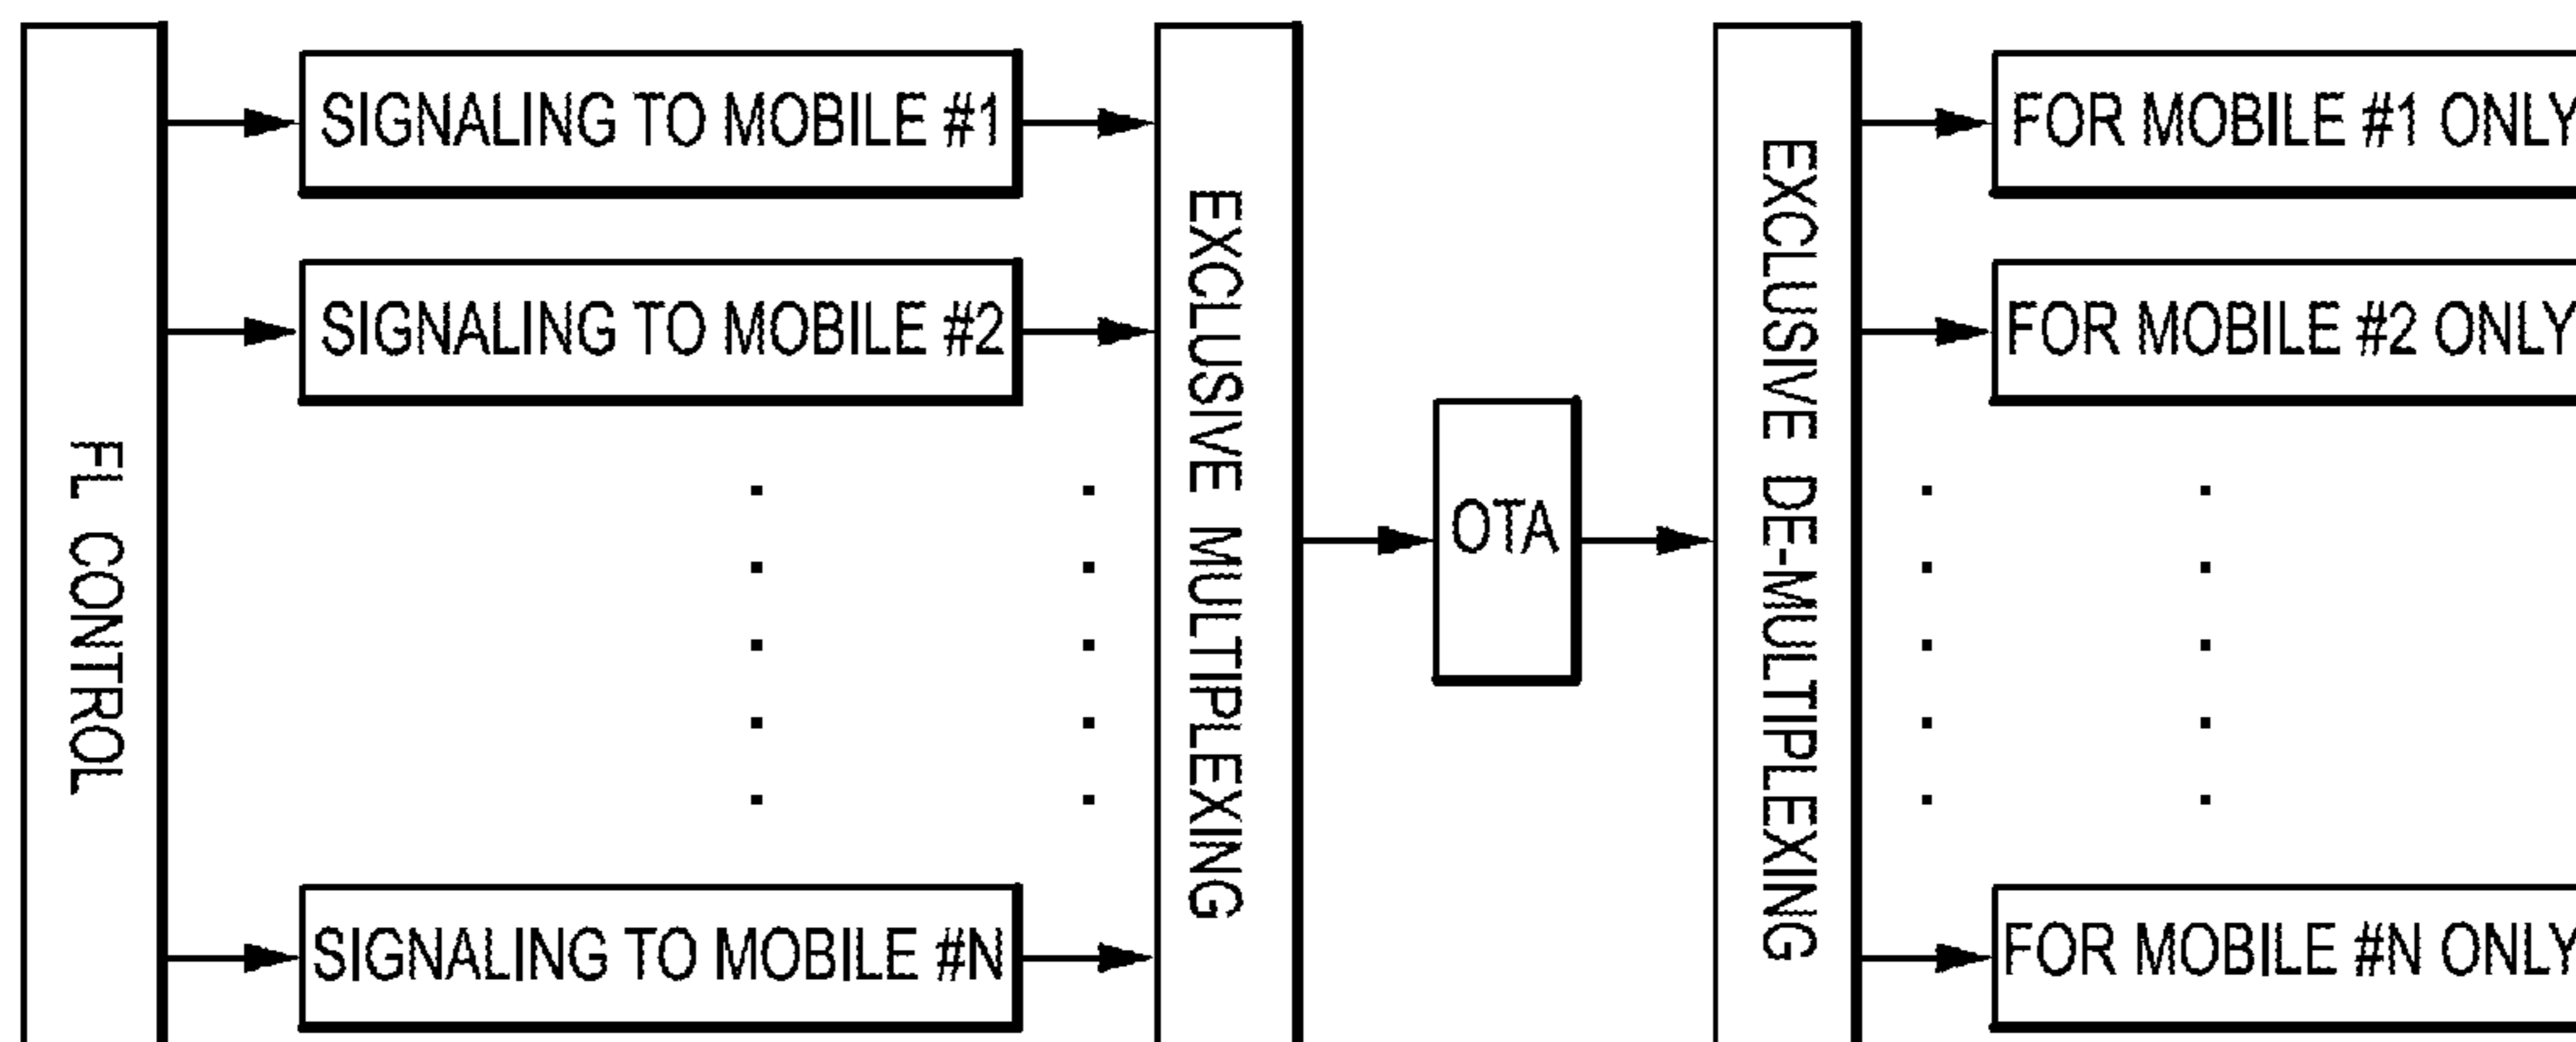 FL CONTROL
SIGNALING TO MOBILE #1
SIGNALING TO MOBILE #2
SIGNALING TO MOBILE #N
EXCLUSIVE MULTIPLEXING
OTA
EXCLUSIVE DE-MULTIPLEXING
FOR MOBILE #1 ONLY
FOR MOBILE #2 ONLY
FOR MOBILE #N ONLY